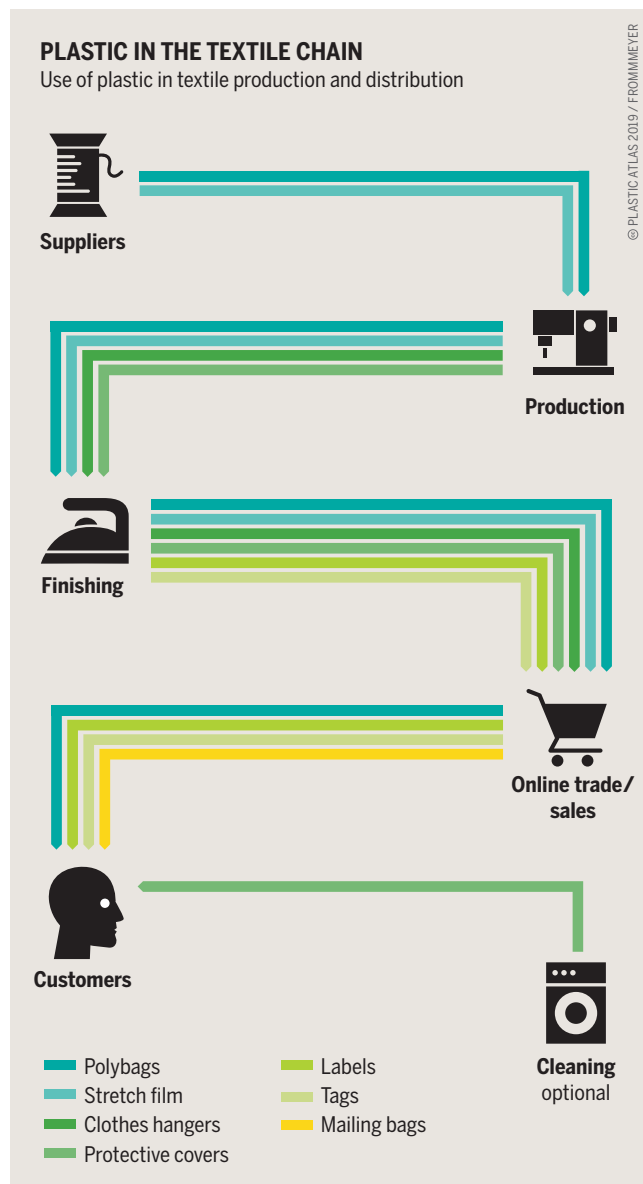 PLASTIC IN THE TEXTILE CHAIN
Use of plastic in textile production and distribution
PLASTIC ATLAS 2019 / FROMMMEYER
Suppliers
Production
Finishing
Online trade/
sales
Customers
Cleaning
optional
Polybags
Stretch film
Clothes hangers
Protective covers
Labels
Tags
Mailing bags